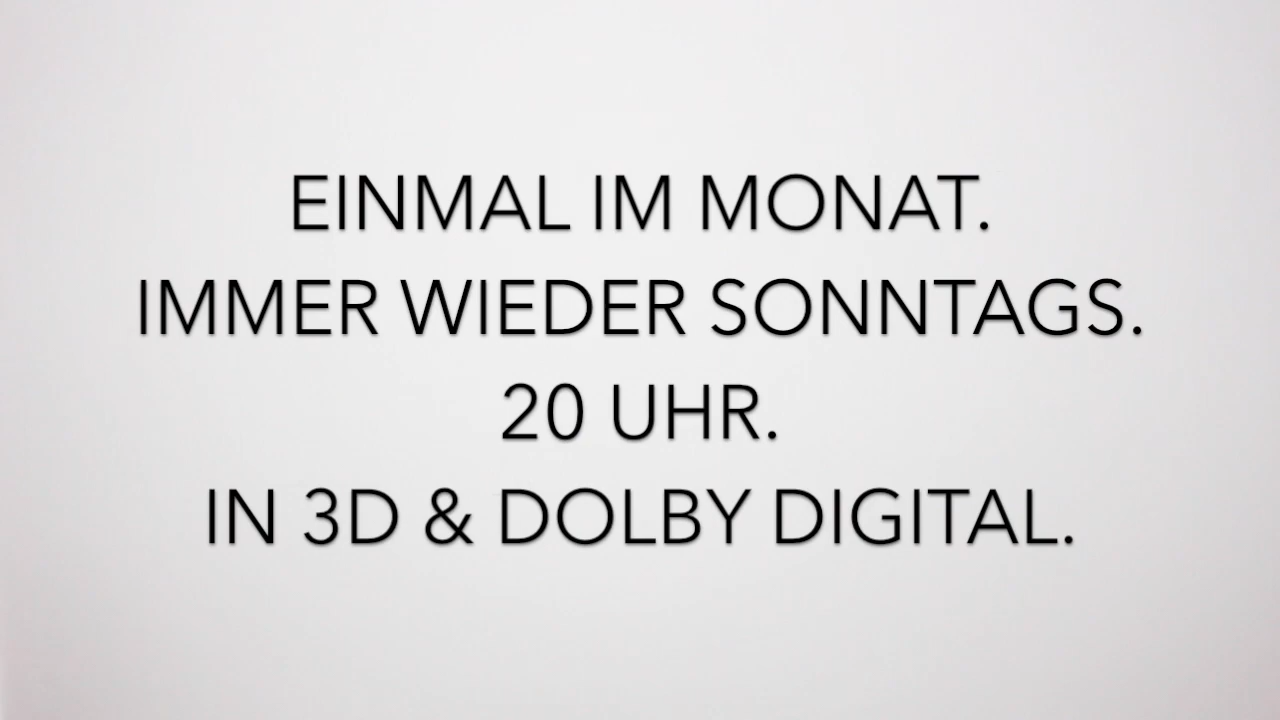 EINMAL IM MONAT.
IMMER WIEDER SONNTAGS.
20 UHR.
IN 3D & DOLBY DIGITAL.